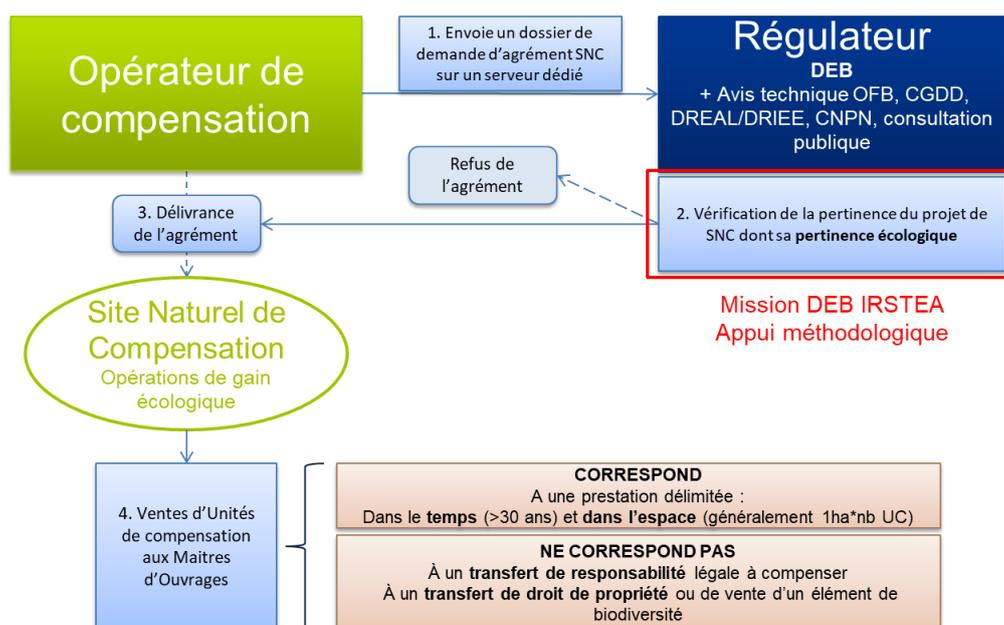 Opérateur de
compensation
1. Envoie un dossier de
demande d'agrément SNC
sur un serveur dédié
Régulateur
DEB
+ Avis technique OFB, CGDD,
DREAL/DRIEE, CNPN, consultation
publique
Refus de
l'agrément
2. Vérification de la pertinence du projet de
SNC dont sa pertinence écologique
3. Délivrance
de l'agrément
Mission DEB IRSTEA
Appui méthodologique
Site Naturel de
Compensation
Opérations de gain
écologique
4. Ventes d'Unités
de compensation
aux Maitres
d'Ouvrages
CORRESPOND
A une prestation délimitée :
Dans le temps (>30 ans) et dans l'espace (généralement 1ha*nb UC)
NE CORRESPOND PAS
À un transfert de responsabilité légale à compenser
À un transfert de droit de propriété ou de vente d'un élément de
biodiversité